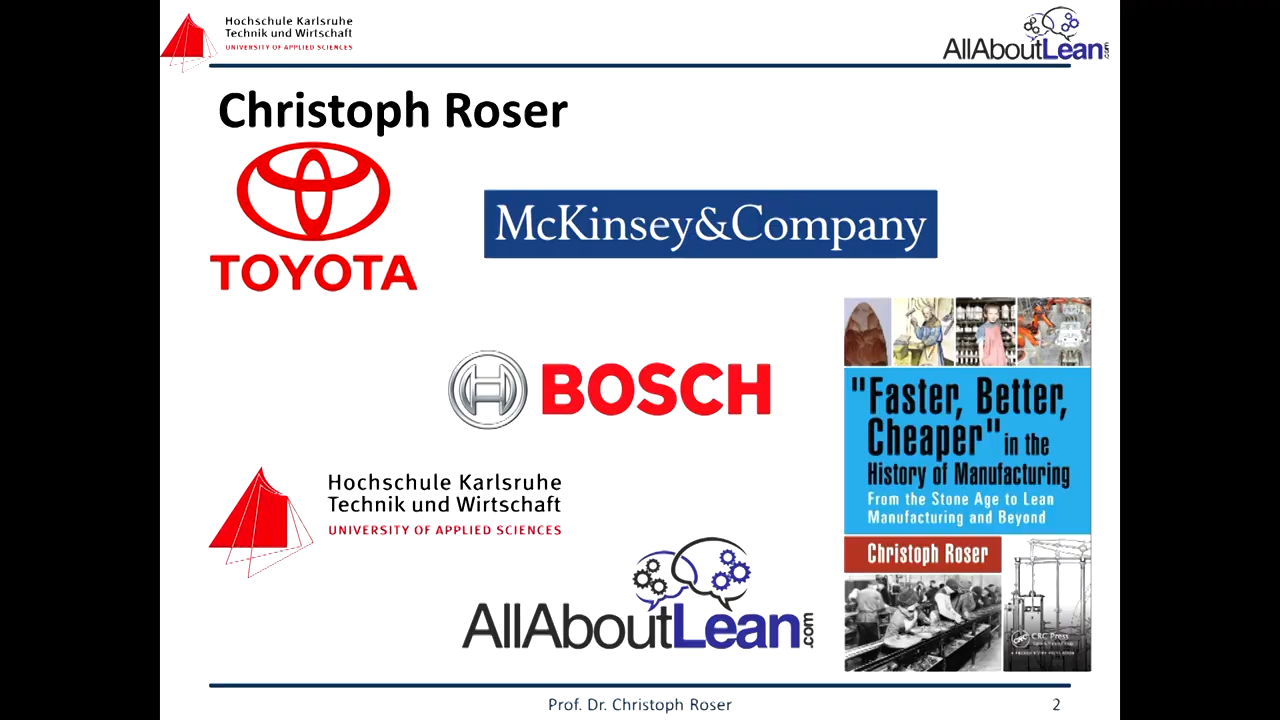 Hochschule Karlsruhe
Technik und Wirtschaft
UNIVERSITY OF APPLIED SCIENCES
AllAboutLean.com
Christoph Roser
TOYOTA
McKinsey&Company
BOSCH
"Faster, Better,
Cheaper" in the
History of Manufacturing
From the Stone Age to Lean
Manufacturing and Beyond
Christoph Roser
CRC Press
Hochschule Karlsruhe
Technik und Wirtschaft
UNIVERSITY OF APPLIED SCIENCES
AllAboutLean.com
Prof. Dr. Christoph Roser
2